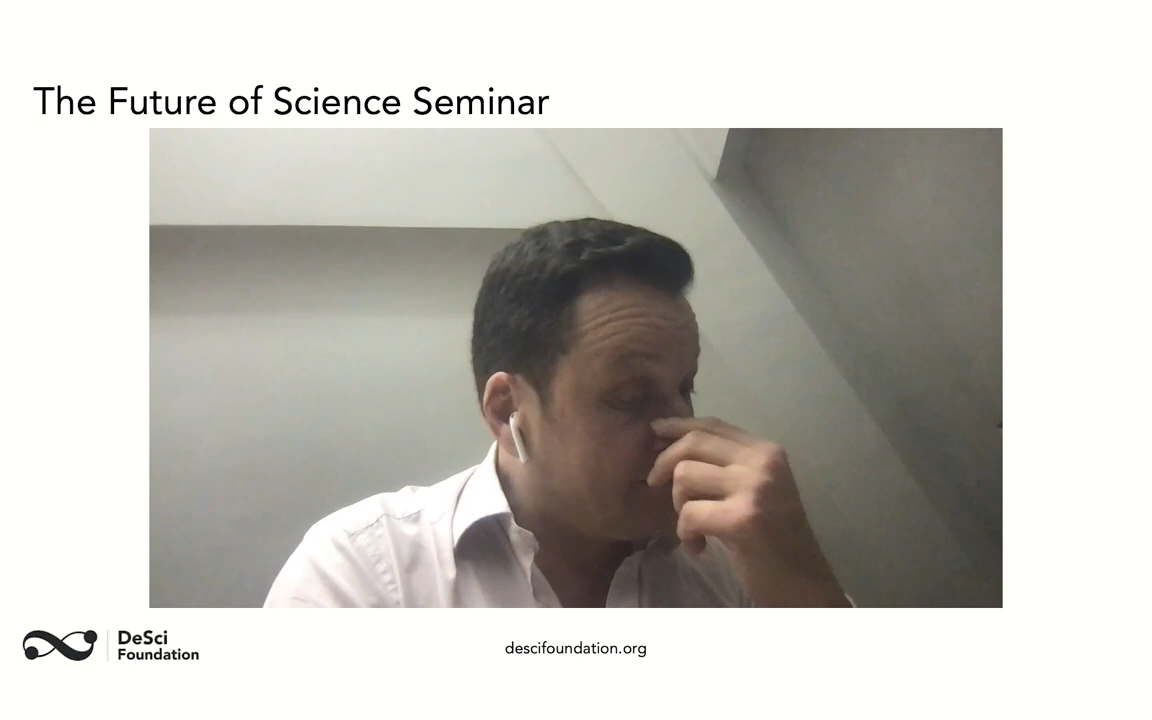 The Future of Science Seminar
DeSci
Foundation
descifoundation.org